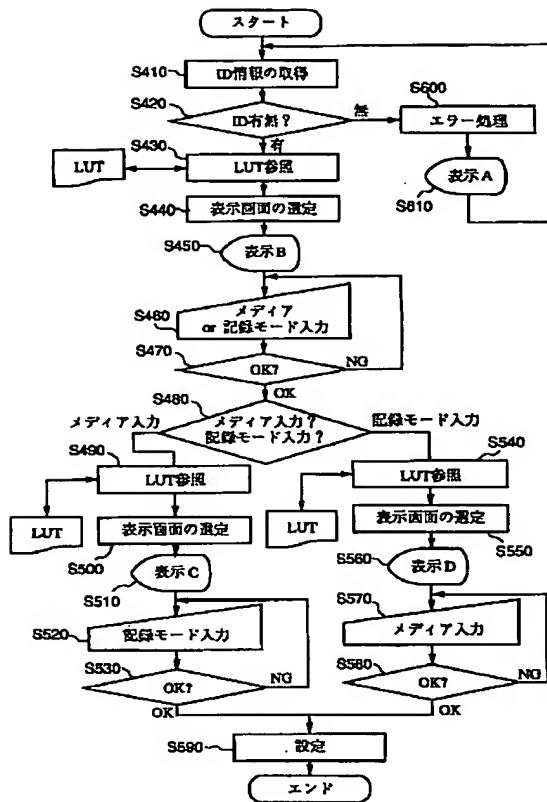 スタート
S410
ID情報の取得
S420
ID有無?
無
S600
エラー処理
有
S430
LUT
LUT参照
表示A
S610
S440
表示画面の選定
S450
表示B
S460
メディア
or 記録モード入力
S470
OK?
NG
OK
S480
メディア入力?
記録モード入力?
メディア入力
記録モード入力
S490
LUT参照
S540
LUT参照
LUT
LUT
表示画面の選定
S500
表示画面の選定
S550
表示C
S510
S560
表示D
S520
記録モード入力
S570
メディア入力
S530
OK?
NG
S580
OK?
NG
OK
OK
S590
設定
エンド